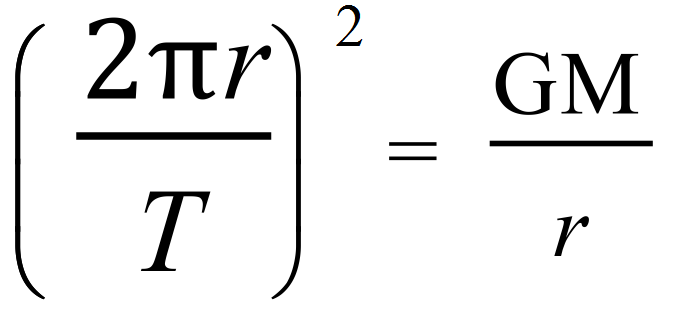 (2πr/T)² = GM/r